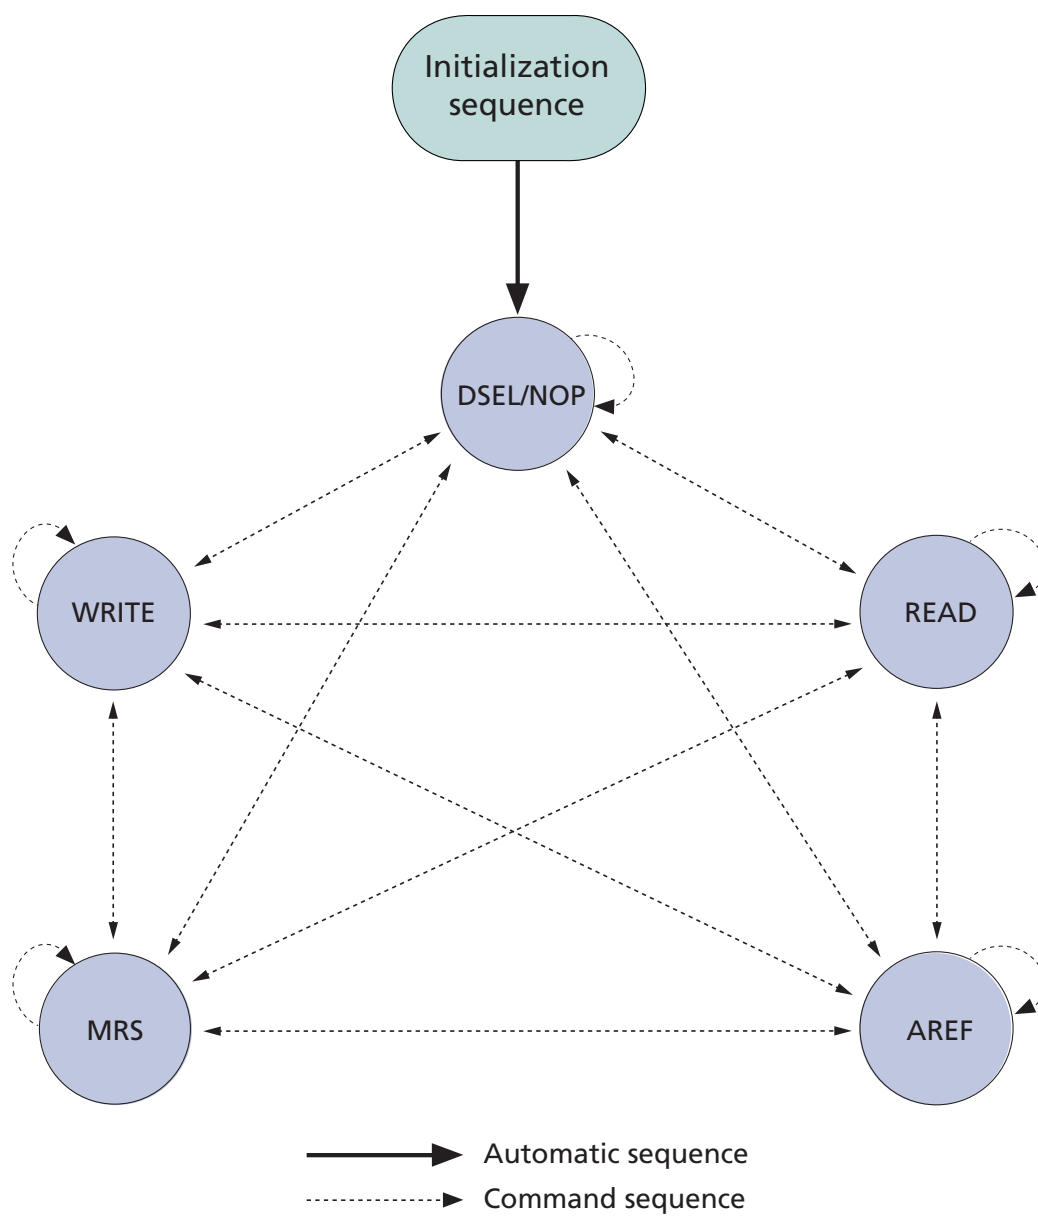 Initialization
sequence
DSEL/NOP
WRITE
READ
MRS
AREF
Automatic sequence
Command sequence